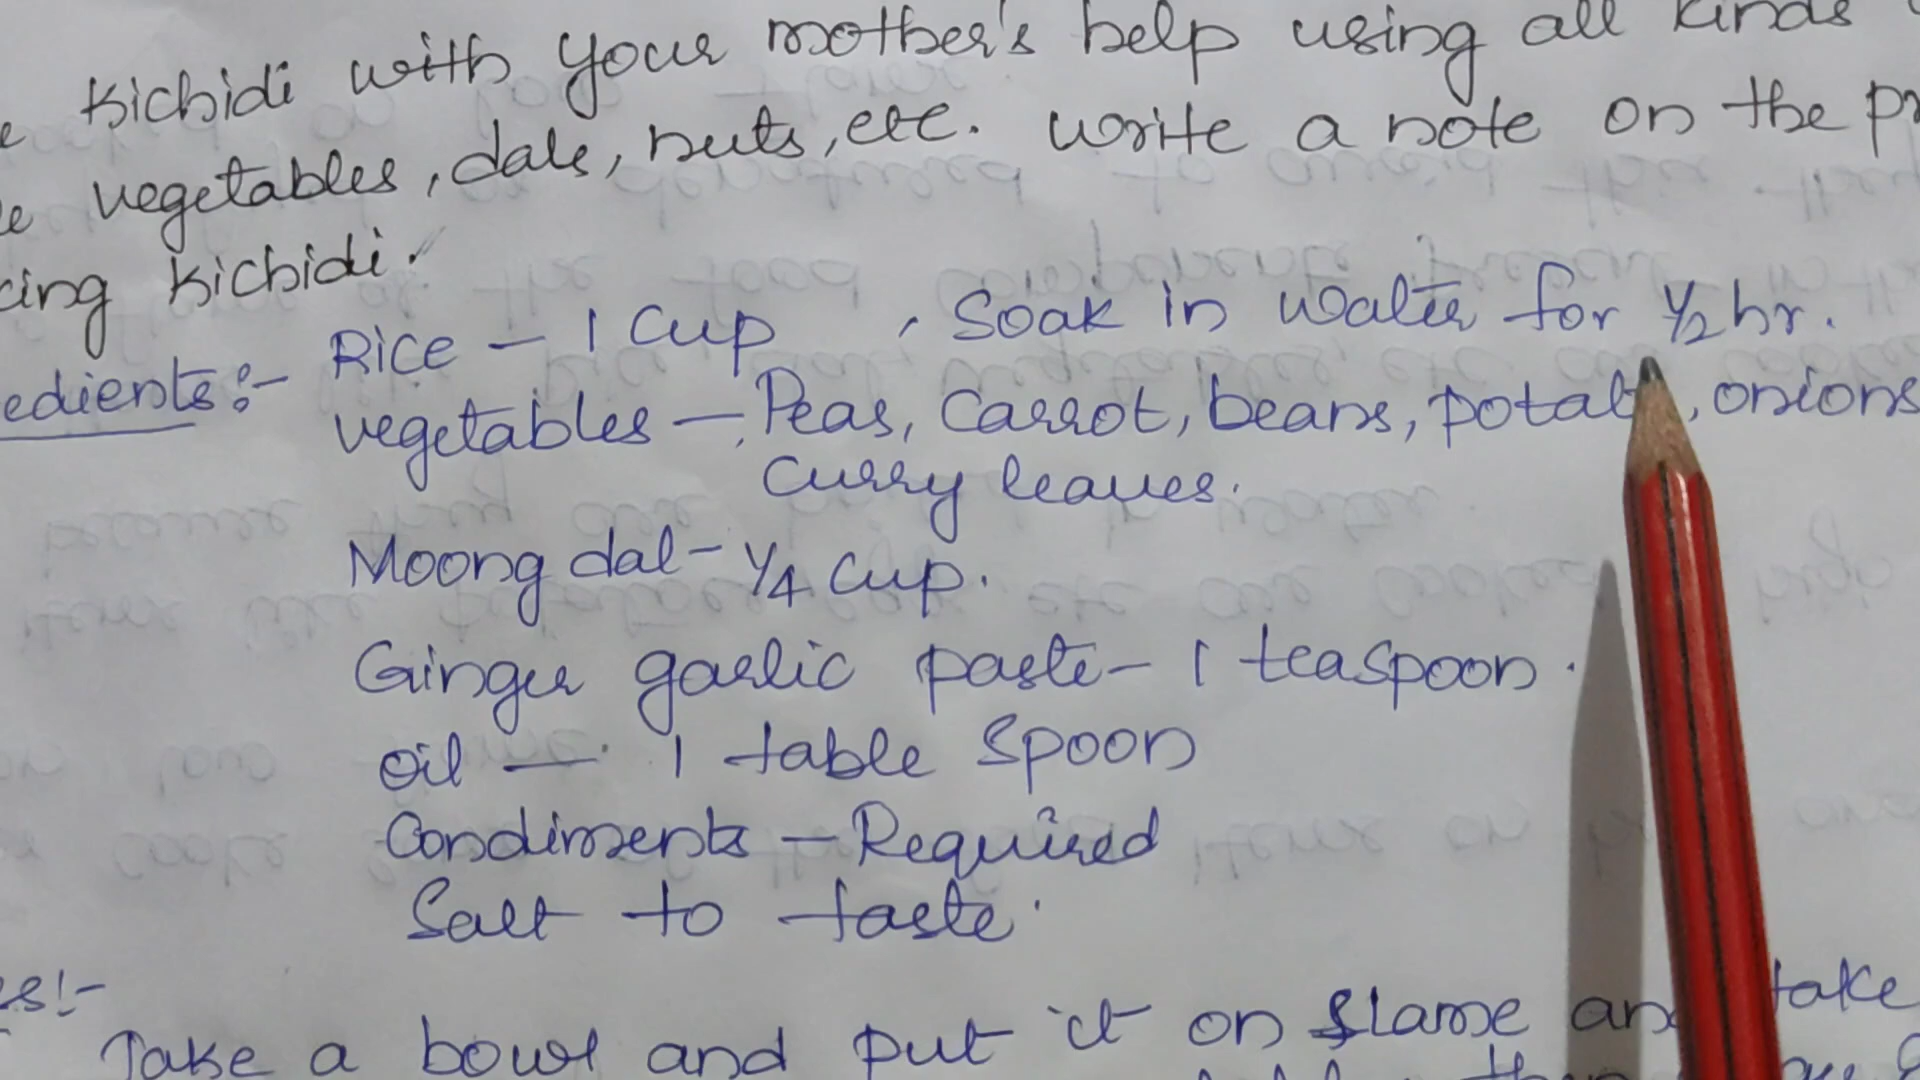 Kichidi with your mother's help using all kinds
vegetables, dals, nuts, etc. write a note on the
Kichidi.
Rice - 1 cup, Soak in water for 1/2 hr.
edients:-
vegetables - Peas, Carrot, beans, potat, onions
Curry leaves.
Moong dal - 1/4 cup.
Ginger garlic paste - 1 teaspoon.
Oil - 1 table spoon
Condiments - Required
Salt to taste.
es:-
Take a bowl and put it on flame an take